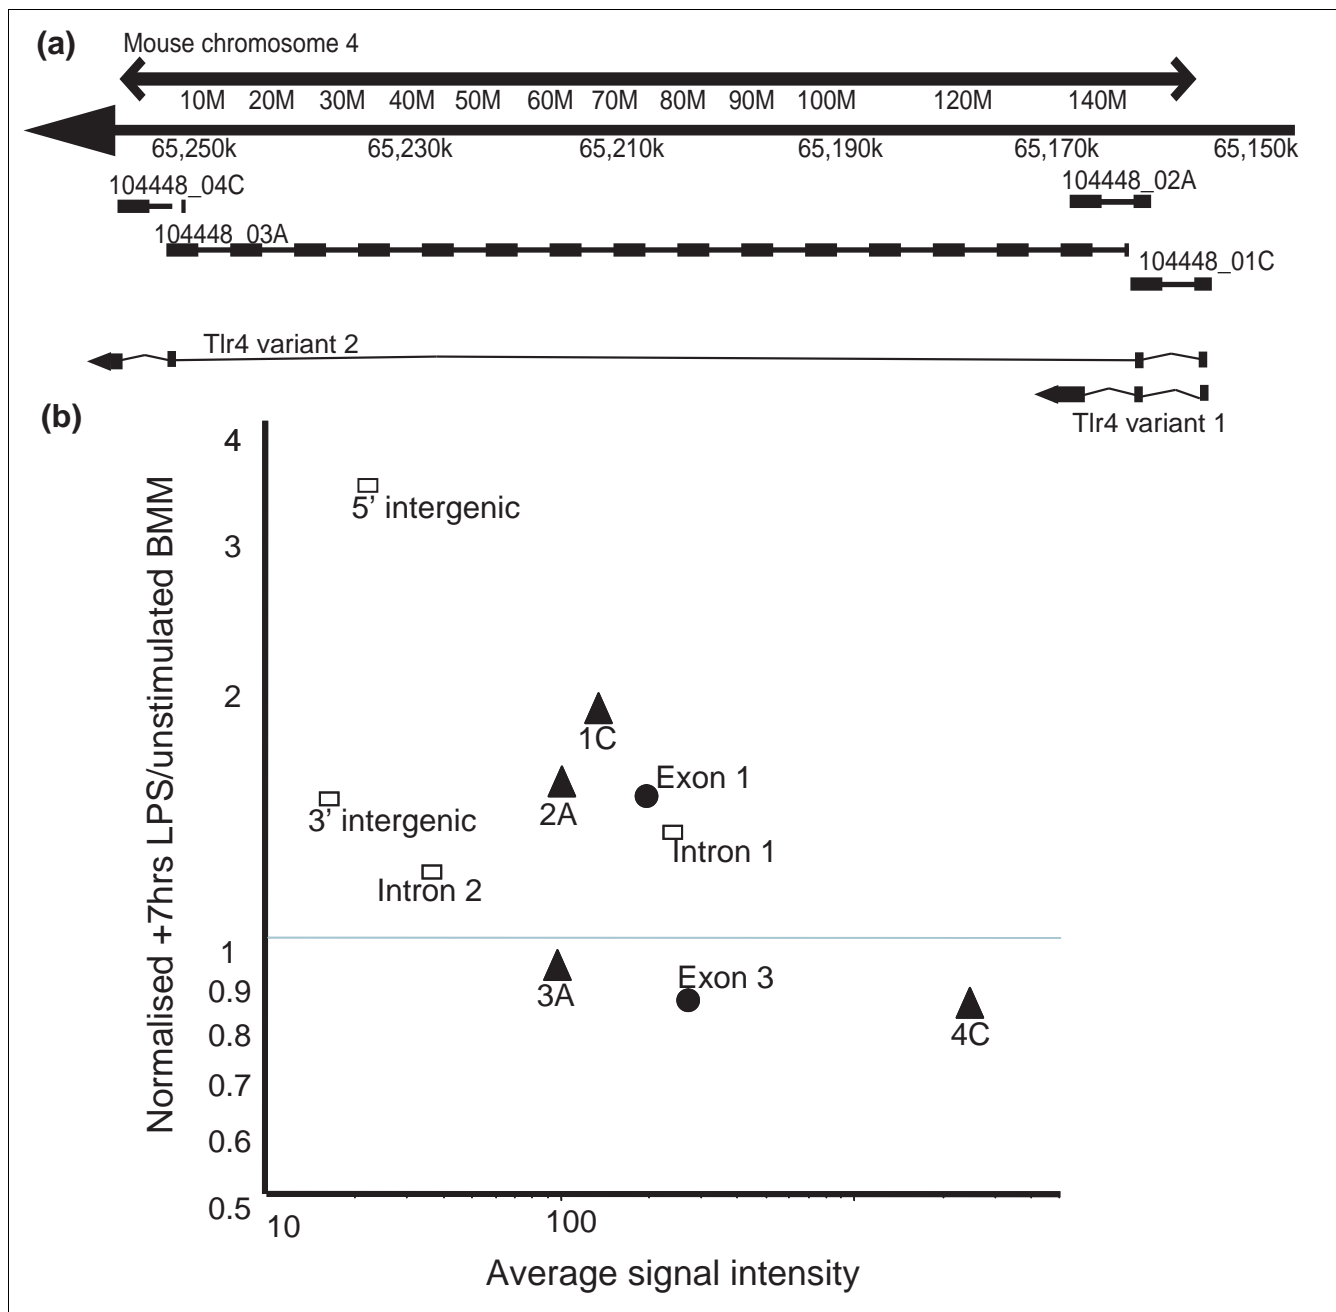 (a)
Mouse chromosome 4
10M 20M 30M 40M 50M 60M 70M 80M 90M 100M 120M 140M
65,250k 65,230k 65,210k 65,190k 65,170k 65,150k
104448_04C
104448_02A
104448_03A
104448_01C
Tlr4 variant 2
Tlr4 variant 1
(b)
Normalised +7hrs LPS/unstimulated BMM
4
5’ intergenic
3
2
1C
Exon 1
2A
3’ intergenic
Intron 1
Intron 2
1
Exon 3
0.9
3A
0.8
4C
0.7
0.6
0.5
10 100
Average signal intensity